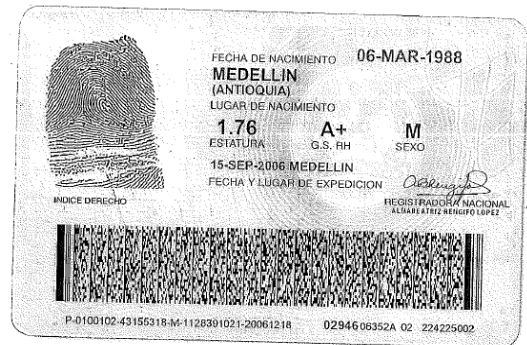 FECHA DE NACIMIENTO 06-MAR-1988
MEDELLIN
(ANTIOQUIA)
LUGAR DE NACIMIENTO
1.76 A+ M
ESTATURA G.S. RH SEXO
15-SEP-2006 MEDELLIN
FECHA Y LUGAR DE EXPEDICION
INDICE DERECHO
REGISTRADORA NACIONAL
ALMABEATRIZ RENGIFO LOPEZ
P-0100102-43155318-M-1128391021-20061218 0294606352A 02 224225002